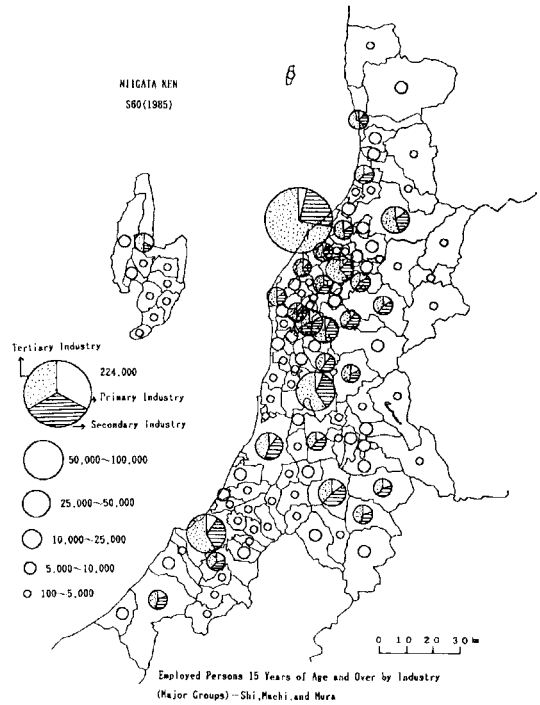 NIIGATA KEN
S60(1985)
Tertiary Industry
224,000
Primary Industry
Secondary Industry
50,000~100,000
25,000~50,000
10,000~25,000
5,000~10,000
100~5,000
0 10 20 30 km
Employed Persons 15 Years of Age and Over by Industry
(Major Groups)-Shi,Machi,and Mura